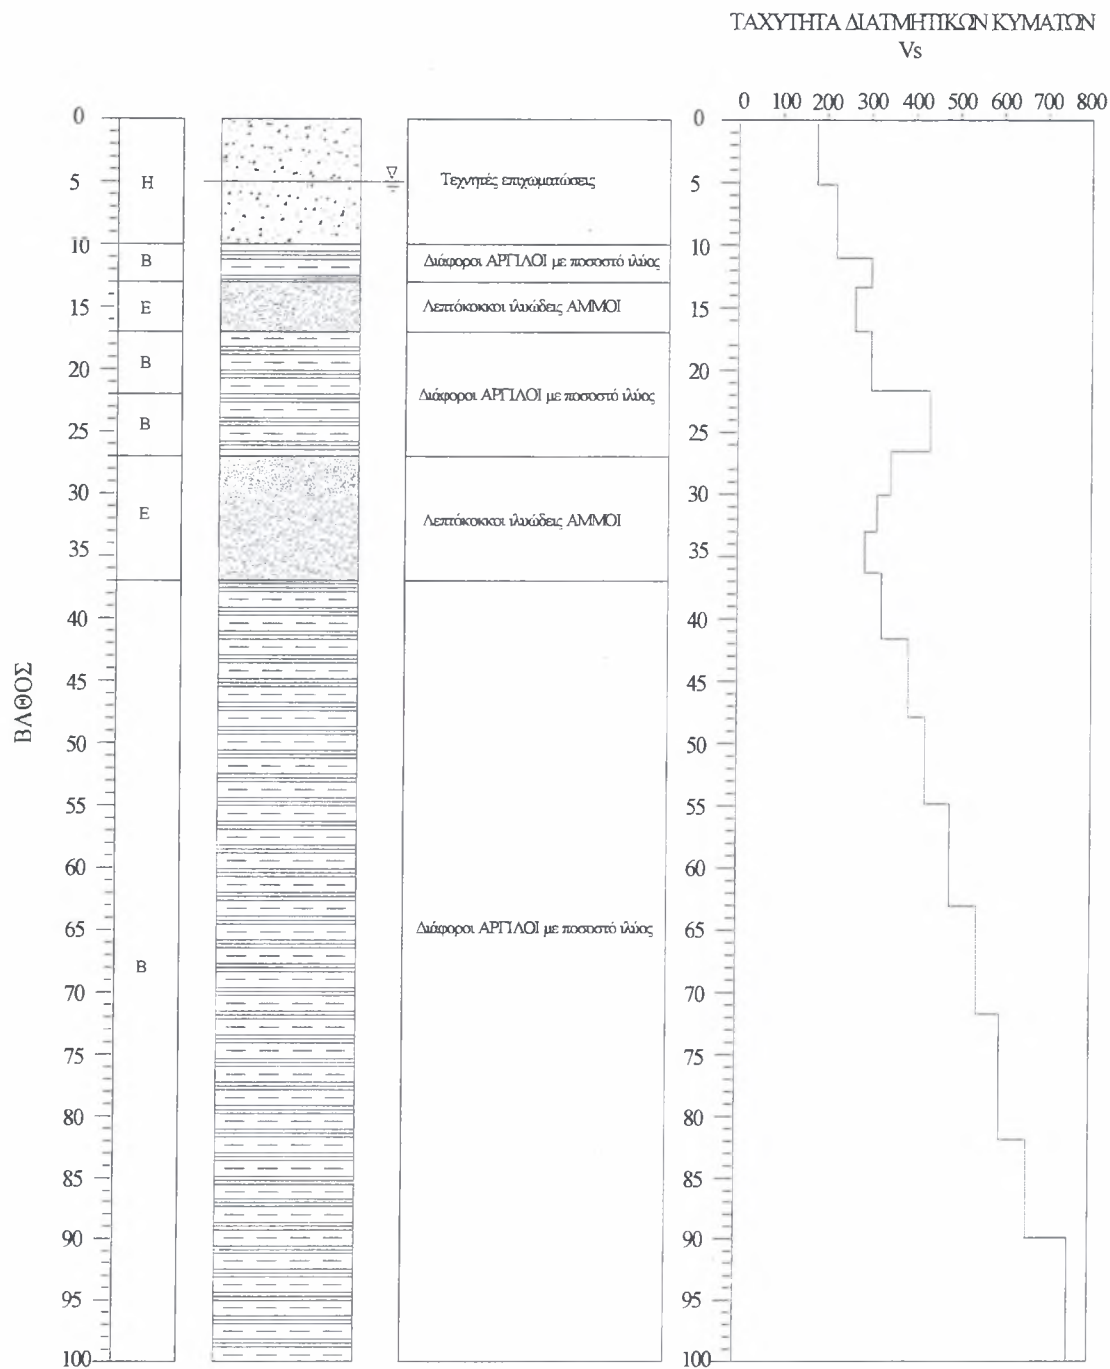 ΤΑΧΥΤΗΤΑ ΔΙΑΤΜΗΤΙΚΩΝ ΚΥΜΑΤΩΝ
Vs
0 100 200 300 400 500 600 700 800
ΒΑΘΟΣ
0
5
10
15
20
25
30
35
40
45
50
55
60
65
70
75
80
85
90
95
100
H
B
E
B
B
E
B
Τεχνητές επιχωματώσεις
Διάφοροι ΑΡΓΙΛΟΙ με ποσοστό ιλύος
Λεπτόκοκκοι ιλυώδεις ΑΜΜΟΙ
Διάφοροι ΑΡΓΙΛΟΙ με ποσοστό ιλύος
Λεπτόκοκκοι ιλυώδεις ΑΜΜΟΙ
Διάφοροι ΑΡΓΙΛΟΙ με ποσοστό ιλύος
0
5
10
15
20
25
30
35
40
45
50
55
60
65
70
75
80
85
90
95
100